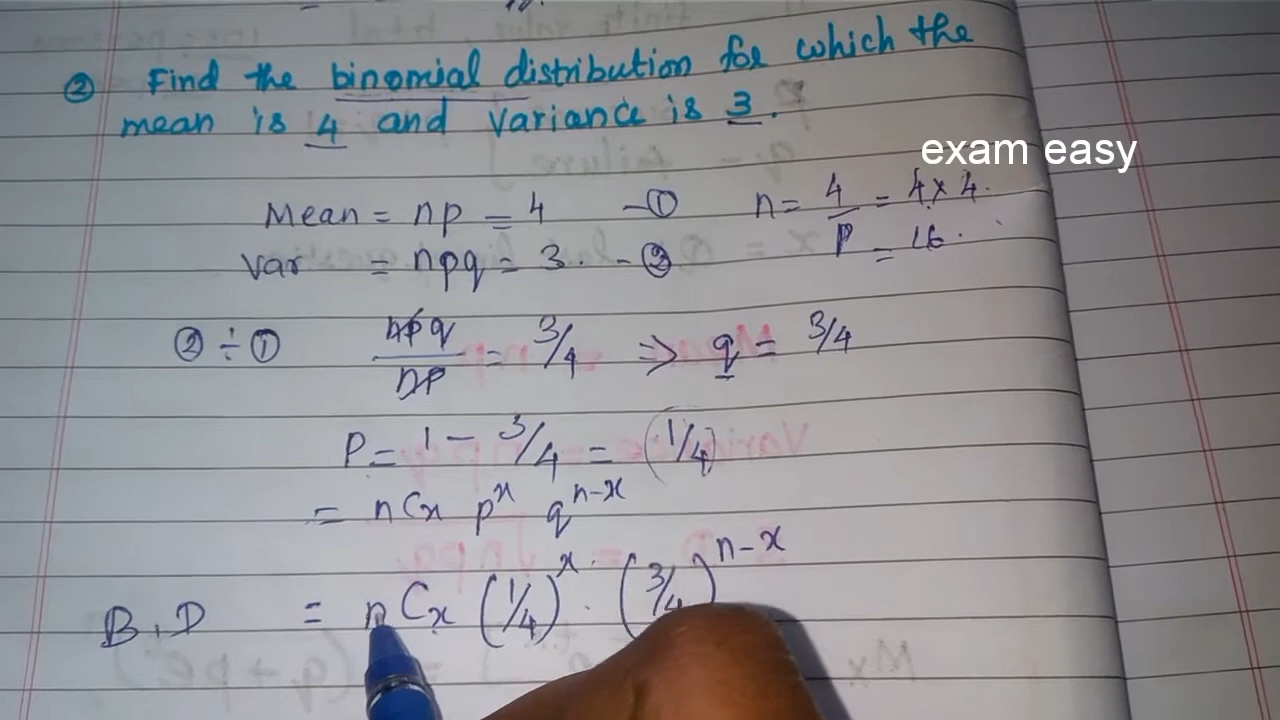 ② Find the binomial distribution for which the
mean is 4 and variance is 3.
exam easy
Mean = np = 4 - ① n = 4/P = 4 x 4.
Var = npq = 3. - ② = 16.
② ÷ ① npq/np = 3/4 ⇒ q = 3/4
P = 1 - 3/4 = (1/4)
= nCx p^x q^(n-x)
B.D = nCx (1/4)^x . (3/4)^(n-x)